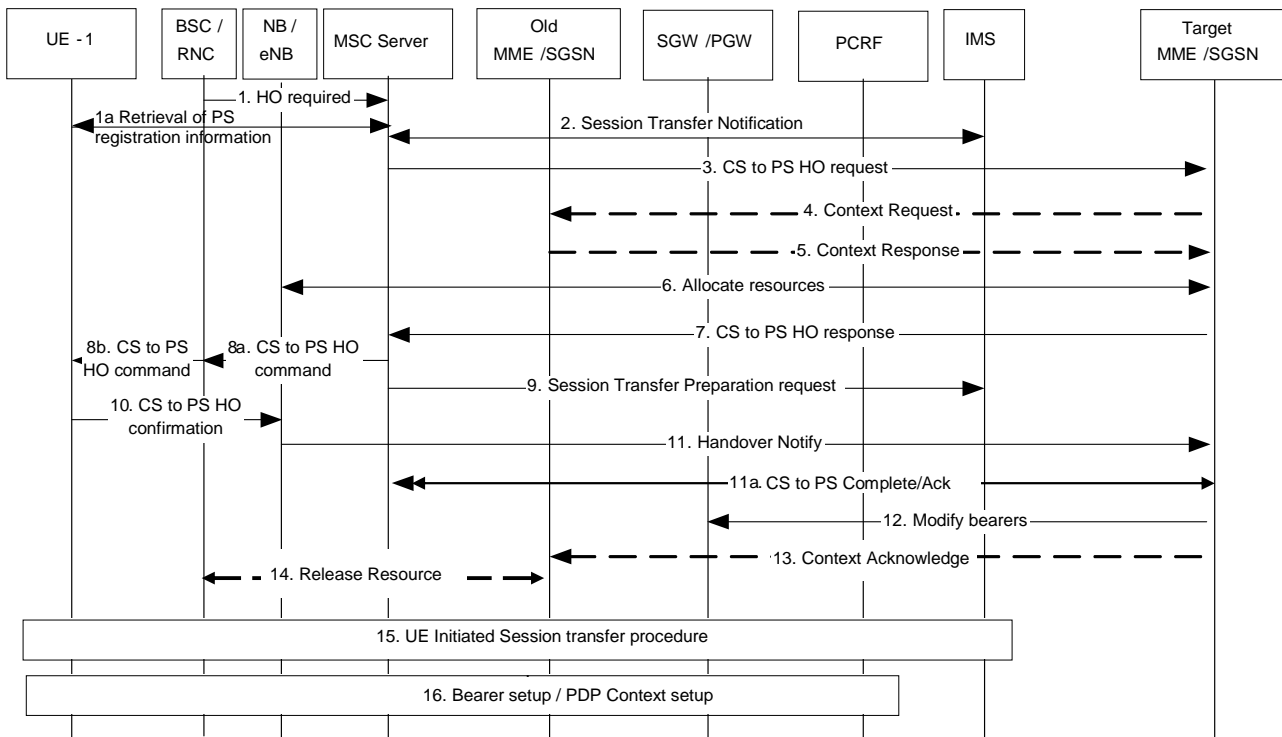 UE - 1
BSC /
RNC
NB /
eNB
MSC Server
Old
MME /SGSN
SGW /PGW
PCRF
IMS
Target
MME /SGSN
1. HO required
1a Retrieval of PS
registration information
2. Session Transfer Notification
3. CS to PS HO request
4. Context Request
5. Context Response
6. Allocate resources
7. CS to PS HO response
8b. CS to PS
HO command
8a. CS to PS HO
command
9. Session Transfer Preparation request
10. CS to PS HO
confirmation
11. Handover Notify
11a. CS to PS Complete/Ack
12. Modify bearers
13. Context Acknowledge
14. Release Resource
15. UE Initiated Session transfer procedure
16. Bearer setup / PDP Context setup